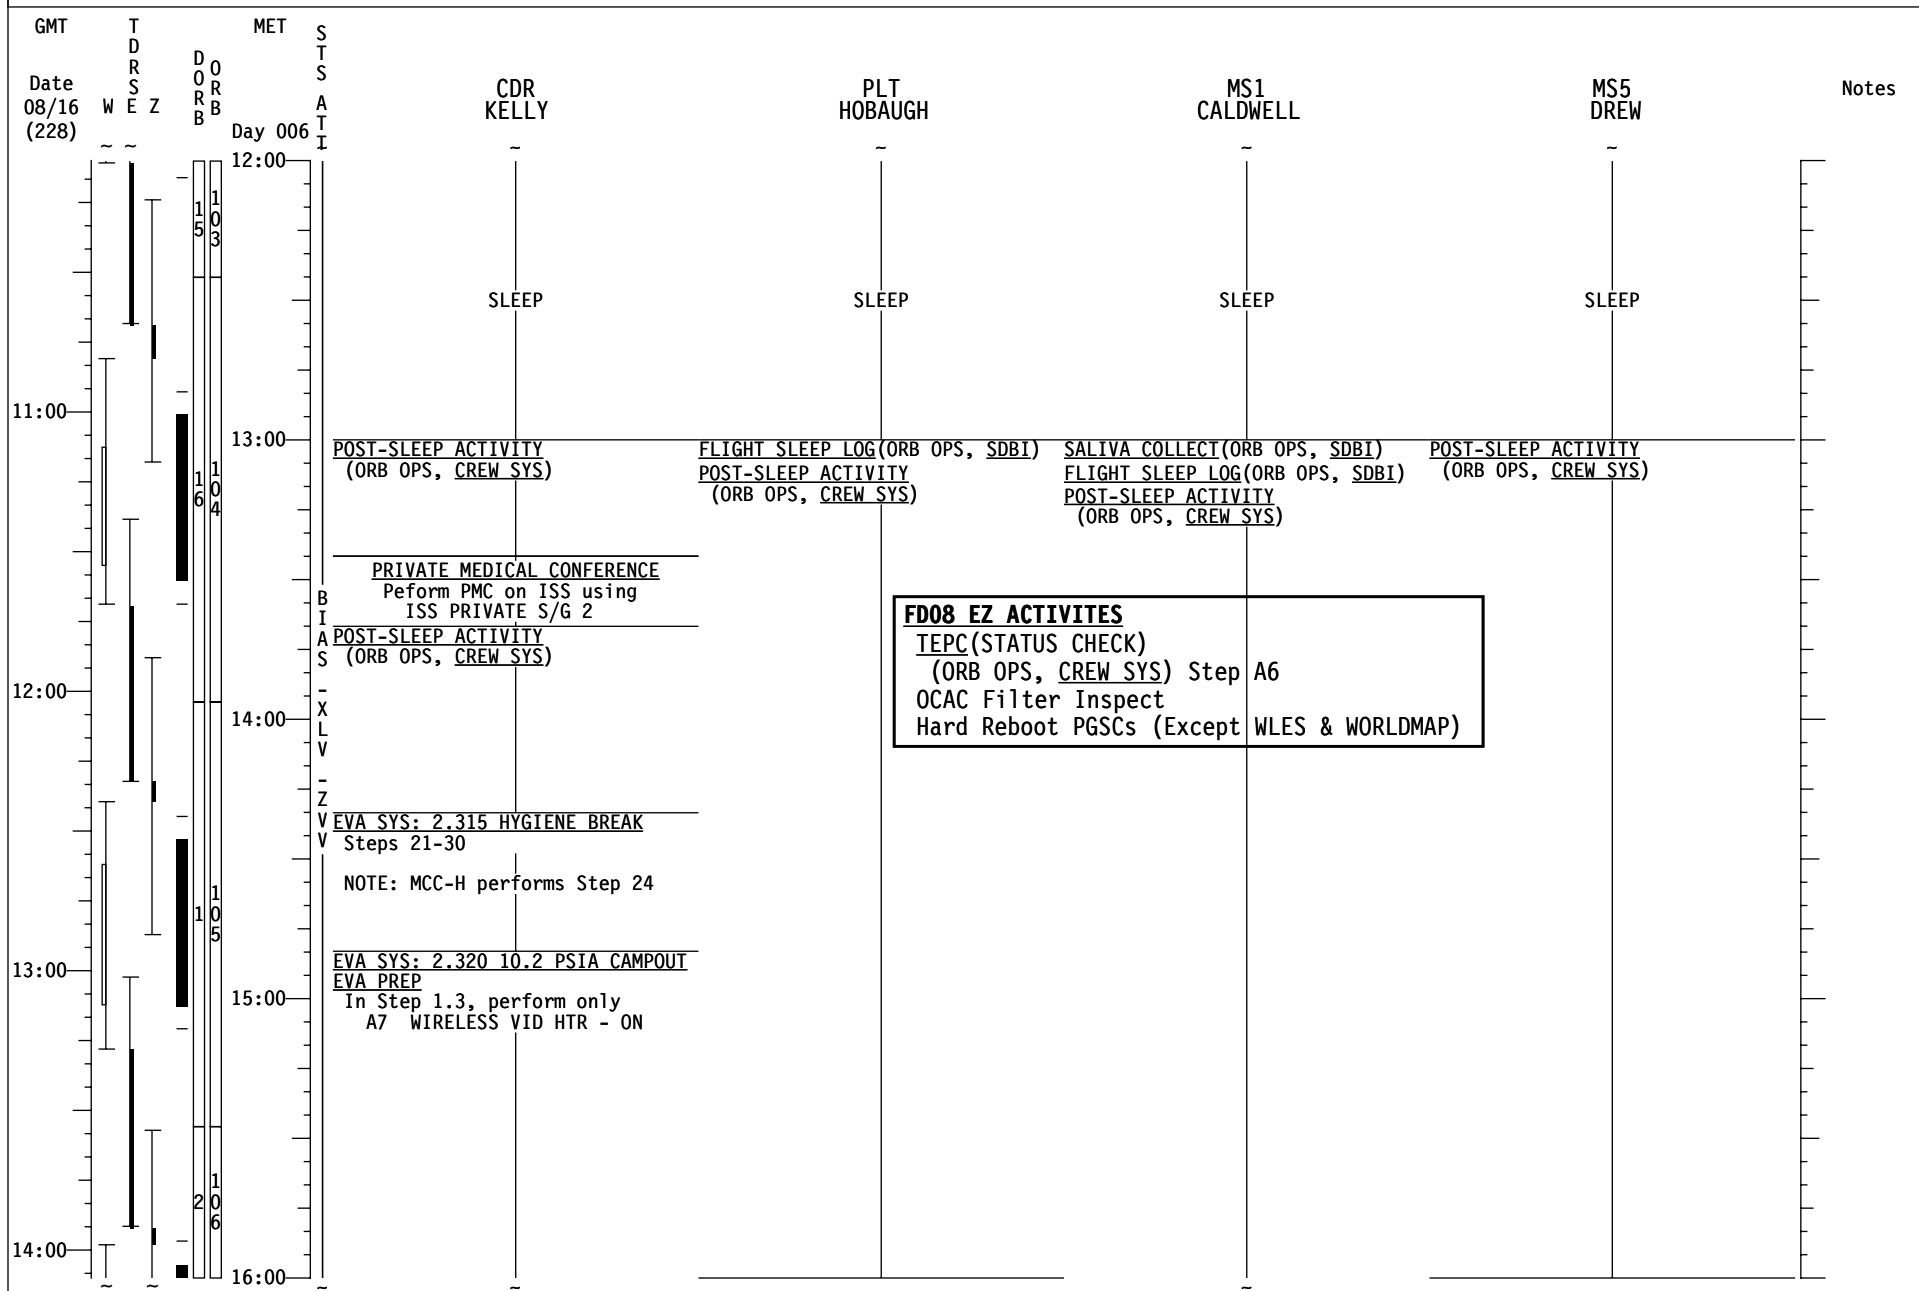 GMT
TDRS
MET
STS ATT
Date
08/16
(228)
W E Z
DORB
ORB
Day 006
CDR
KELLY
PLT
HOBAUGH
MS1
CALDWELL
MS5
DREW
Notes
~ ~ ~ ~ ~ ~
12:00
15
103
SLEEP
SLEEP
SLEEP
SLEEP
11:00
13:00
16
104
POST-SLEEP ACTIVITY
(ORB OPS, CREW SYS)
FLIGHT SLEEP LOG(ORB OPS, SDBI)
POST-SLEEP ACTIVITY
(ORB OPS, CREW SYS)
SALIVA COLLECT(ORB OPS, SDBI)
FLIGHT SLEEP LOG(ORB OPS, SDBI)
POST-SLEEP ACTIVITY
(ORB OPS, CREW SYS)
POST-SLEEP ACTIVITY
(ORB OPS, CREW SYS)
PRIVATE MEDICAL CONFERENCE
Peform PMC on ISS using
ISS PRIVATE S/G 2
POST-SLEEP ACTIVITY
(ORB OPS, CREW SYS)
BIAS -XLV -ZVV
FD08 EZ ACTIVITES
TEPC(STATUS CHECK)
(ORB OPS, CREW SYS) Step A6
OCAC Filter Inspect
Hard Reboot PGSCs (Except WLES & WORLDMAP)
12:00
14:00
EVA SYS: 2.315 HYGIENE BREAK
Steps 21-30
NOTE: MCC-H performs Step 24
1
105
EVA SYS: 2.320 10.2 PSIA CAMPOUT
EVA PREP
In Step 1.3, perform only
A7 WIRELESS VID HTR - ON
13:00
15:00
2
106
14:00
16:00
~ ~ ~ ~ ~